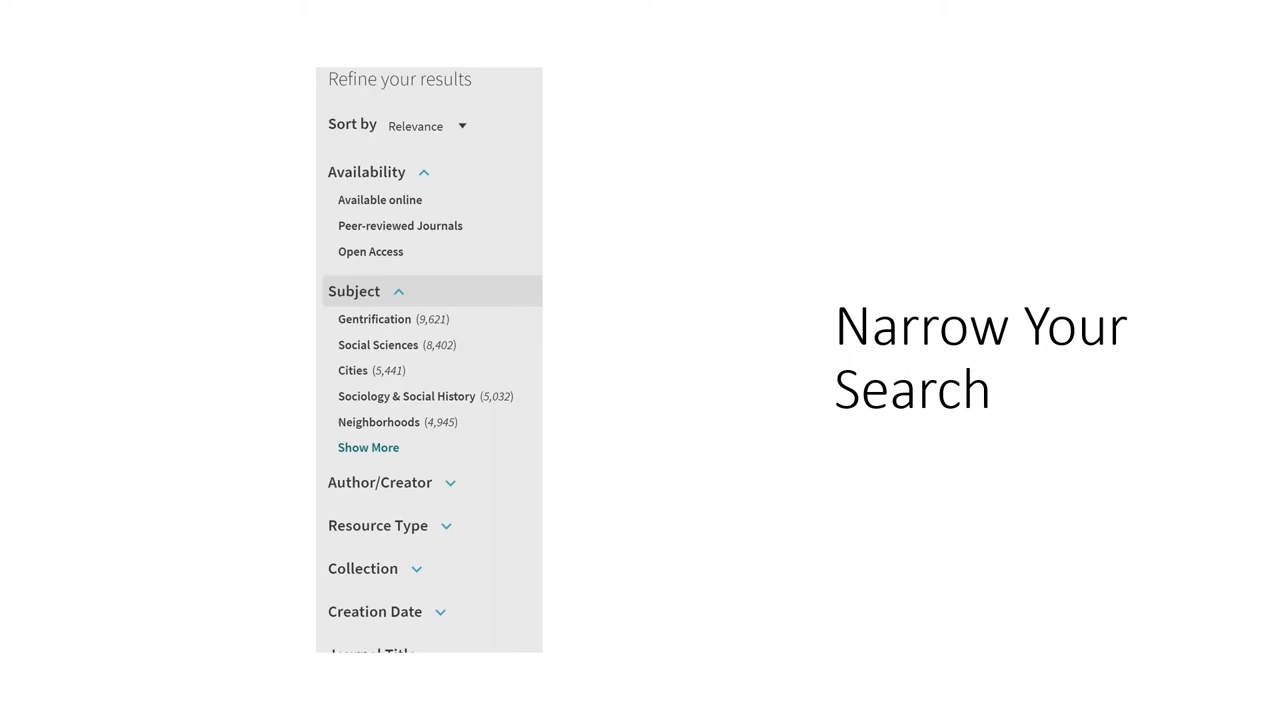 Refine your results
Sort by Relevance
Availability
Available online
Peer-reviewed Journals
Open Access
Subject
Gentrification (9,621)
Social Sciences (8,402)
Cities (5,441)
Sociology & Social History (5,032)
Neighborhoods (4,945)
Show More
Author/Creator
Resource Type
Collection
Creation Date
Journal Title
Narrow Your
Search